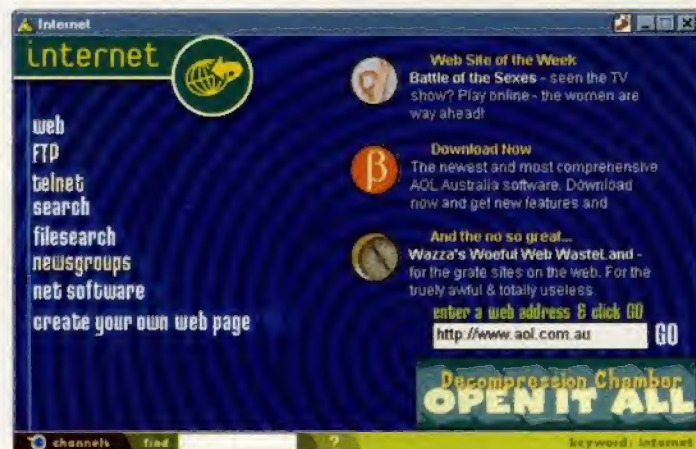 Internet
internet
web
FTP
telnet
search
filesearch
newsgroups
net software
create your own web page
Web Site of the Week
Battle of the Sexes - seen the TV
show? Play online - the women are
way ahead!
β
Download Now
The newest and most comprehensive
AOL Australia software. Download
now and get new features and
And the no so great...
Wazza's Woeful Web WasteLand -
for the grate sites on the web. For the
truely awful & totally useless.
enter a web address & click GO
http://www.aol.com.au
GO
Decompression Chamber
OPEN IT ALL
channels
find
?
keyword: internet